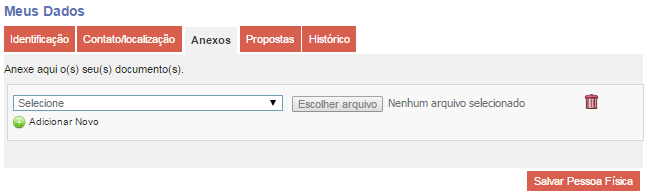 Meus Dados
Identificação Contato/localização Anexos Propostas Histórico
Anexe aqui o(s) seu(s) documento(s).
Selecione Escolher arquivo Nenhum arquivo selecionado
Adicionar Novo
Salvar Pessoa Física